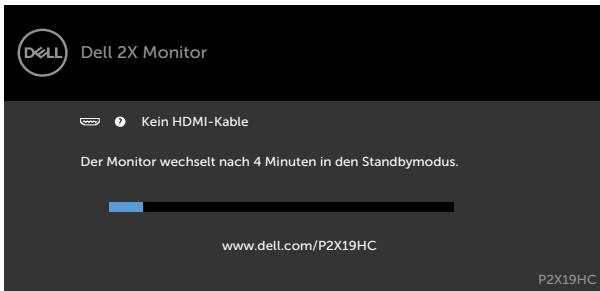 DELL
Dell 2X Monitor
? Kein HDMI-Kable
Der Monitor wechselt nach 4 Minuten in den Standbymodus.
www.dell.com/P2X19HC
P2X19HC